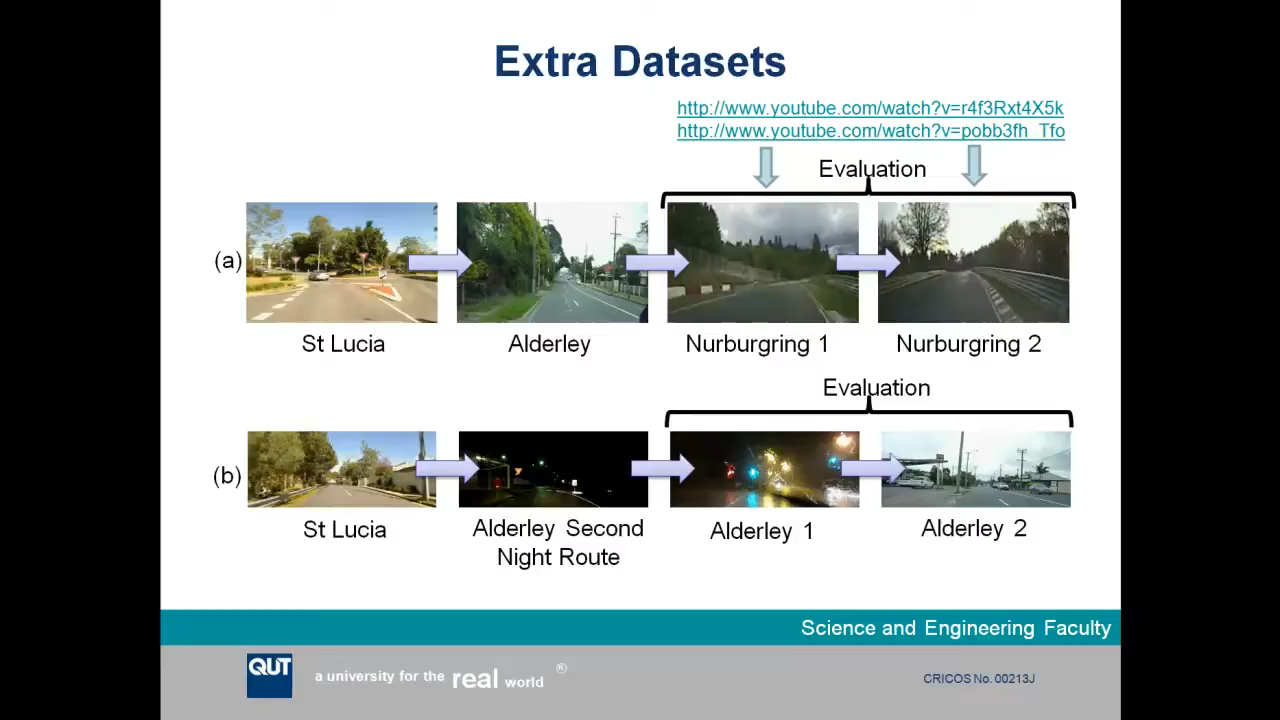 Extra Datasets
http://www.youtube.com/watch?v=r4f3Rxt4X5k
http://www.youtube.com/watch?v=pobb3fh_Tfo
Evaluation
(a)
St Lucia
Alderley
Nurburgring 1
Nurburgring 2
Evaluation
(b)
St Lucia
Alderley Second
Night Route
Alderley 1
Alderley 2
Science and Engineering Faculty
QUT
a university for the real world ®
CRICOS No. 00213J